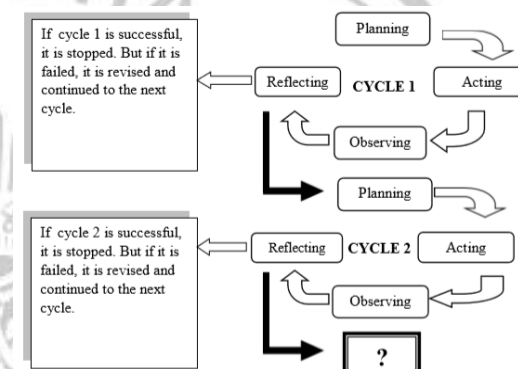 If cycle 1 is successful,
it is stopped. But if it is
failed, it is revised and
continued to the next
cycle.
Planning
Reflecting
CYCLE 1
Acting
Observing
Planning
If cycle 2 is successful,
it is stopped. But if it is
failed, it is revised and
continued to the next
cycle.
Reflecting
CYCLE 2
Acting
Observing
?